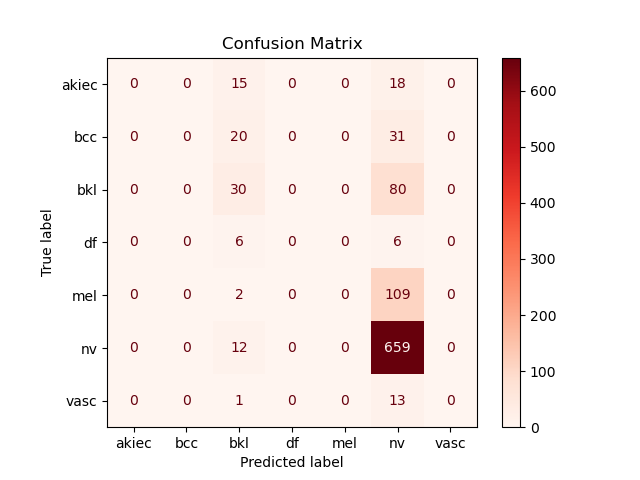 Confusion Matrix
akiec 0 0 15 0 0 18 0
bcc 0 0 20 0 0 31 0
bkl 0 0 30 0 0 80 0
df 0 0 6 0 0 6 0
mel 0 0 2 0 0 109 0
nv 0 0 12 0 0 659 0
vasc 0 0 1 0 0 13 0
akiec bcc bkl df mel nv vasc
Predicted label
True label
600
500
400
300
200
100
0